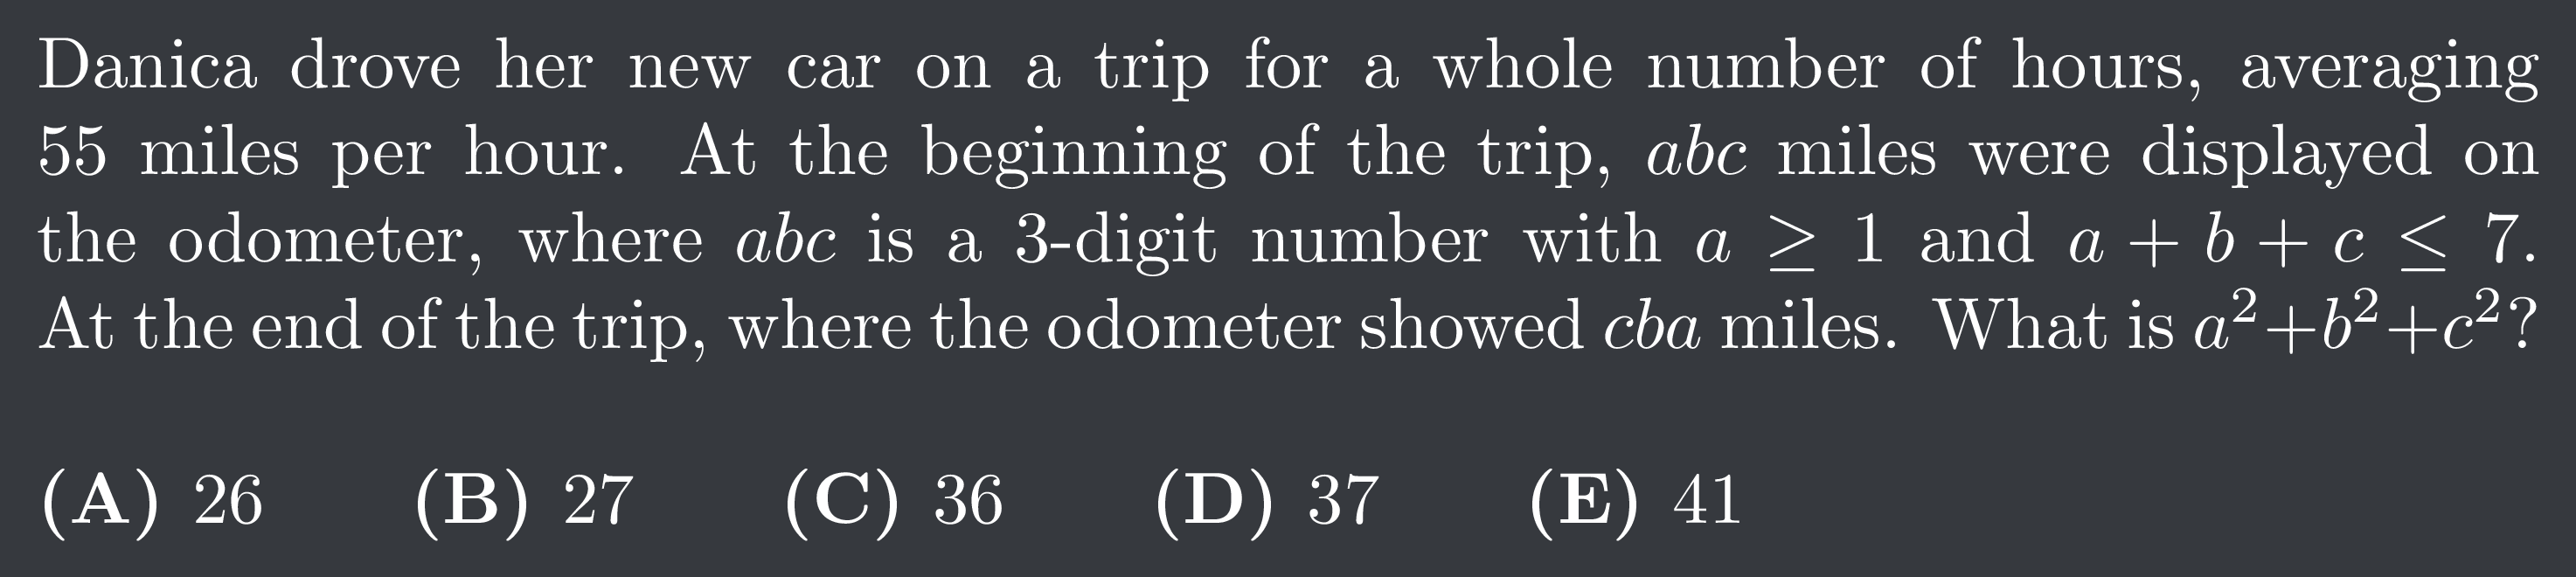 Danica drove her new car on a trip for a whole number of hours, averaging
55 miles per hour. At the beginning of the trip, abc miles were displayed on
the odometer, where abc is a 3-digit number with a ≥ 1 and a + b + c ≤ 7.
At the end of the trip, where the odometer showed cba miles. What is a²+b²+c²?
(A) 26 (B) 27 (C) 36 (D) 37 (E) 41